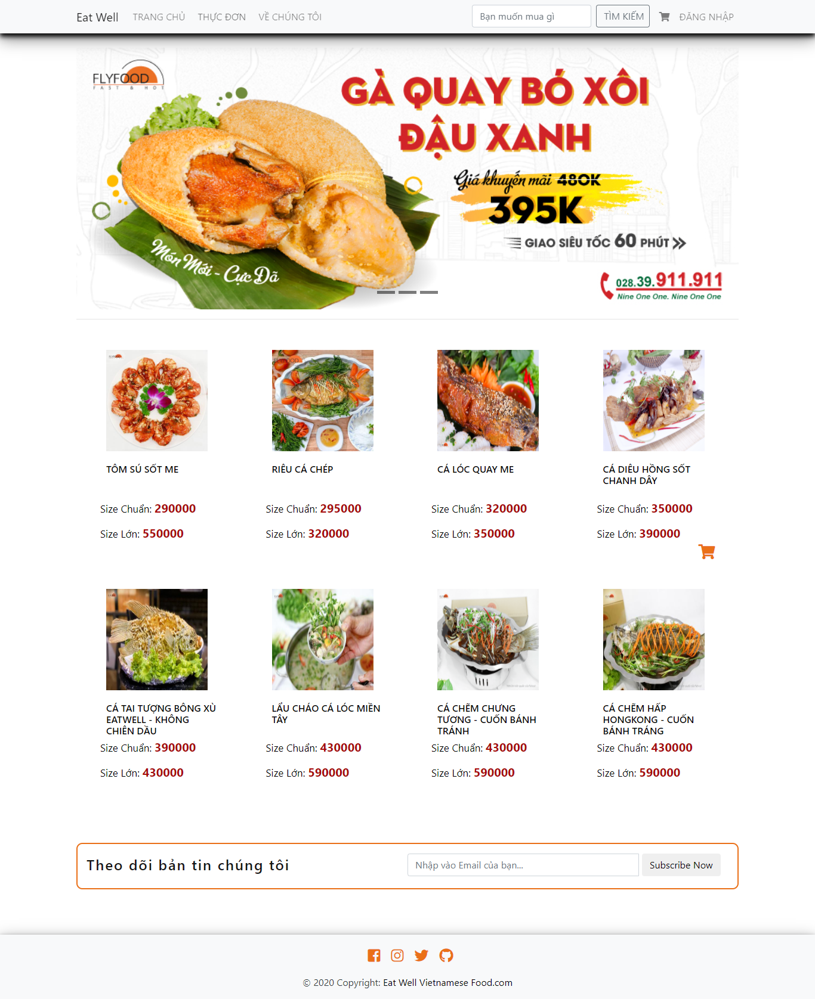 Eat Well TRANG CHỦ THỰC ĐƠN VỀ CHÚNG TÔI Bạn muốn mua gì TÌM KIẾM ĐĂNG NHẬP
FLYFOOD
FAST & HOT
GÀ QUAY BÓ XÔI
ĐẬU XANH
Giá khuyến mãi 480K
395K
GIAO SIÊU TỐC 60 PHÚT
Món Mới - Cực Đã
028.39.911.911
Nine One One. Nine One One
TÔM SÚ SỐT ME
Size Chuẩn: 290000
Size Lớn: 550000
RIÊU CÁ CHÉP
Size Chuẩn: 295000
Size Lớn: 320000
CÁ LÓC QUAY ME
Size Chuẩn: 320000
Size Lớn: 350000
CÁ DIÊU HỒNG SỐT
CHANH DÂY
Size Chuẩn: 350000
Size Lớn: 390000
CÁ TAI TƯỢNG BÔNG XÙ
EATWELL - KHÔNG
CHIÊN DẦU
Size Chuẩn: 390000
Size Lớn: 430000
LẨU CHÁO CÁ LÓC MIỀN
TÂY
Size Chuẩn: 430000
Size Lớn: 590000
CÁ CHẼM CHƯNG
TƯƠNG - CUỐN BÁNH
TRÁNH
Size Chuẩn: 430000
Size Lớn: 590000
CÁ CHẼM HẤP
HONGKONG - CUỐN
BÁNH TRÁNG
Size Chuẩn: 430000
Size Lớn: 590000
Theo dõi bản tin chúng tôi
Nhập vào Email của bạn... Subscribe Now
© 2020 Copyright: Eat Well Vietnamese Food.com